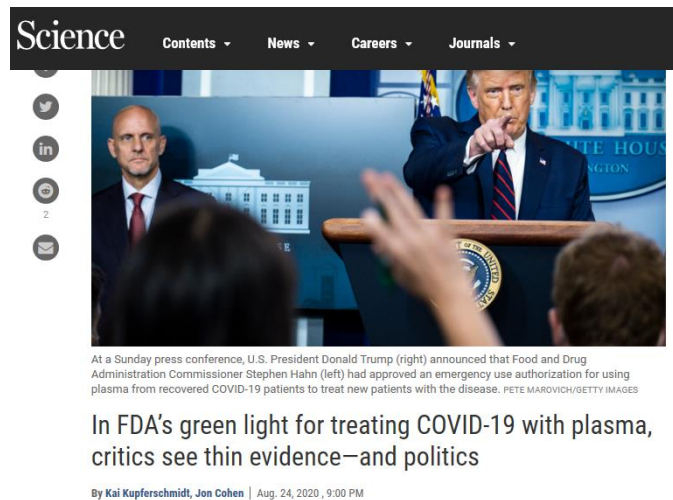 Science
Contents
News
Careers
Journals
in
2
HITE HOUS
NGTON
At a Sunday press conference, U.S. President Donald Trump (right) announced that Food and Drug
Administration Commissioner Stephen Hahn (left) had approved an emergency use authorization for using
plasma from recovered COVID-19 patients to treat new patients with the disease. PETE MAROVICH/GETTY IMAGES
In FDA's green light for treating COVID-19 with plasma,
critics see thin evidence—and politics
By Kai Kupferschmidt, Jon Cohen | Aug. 24, 2020 , 9:00 PM